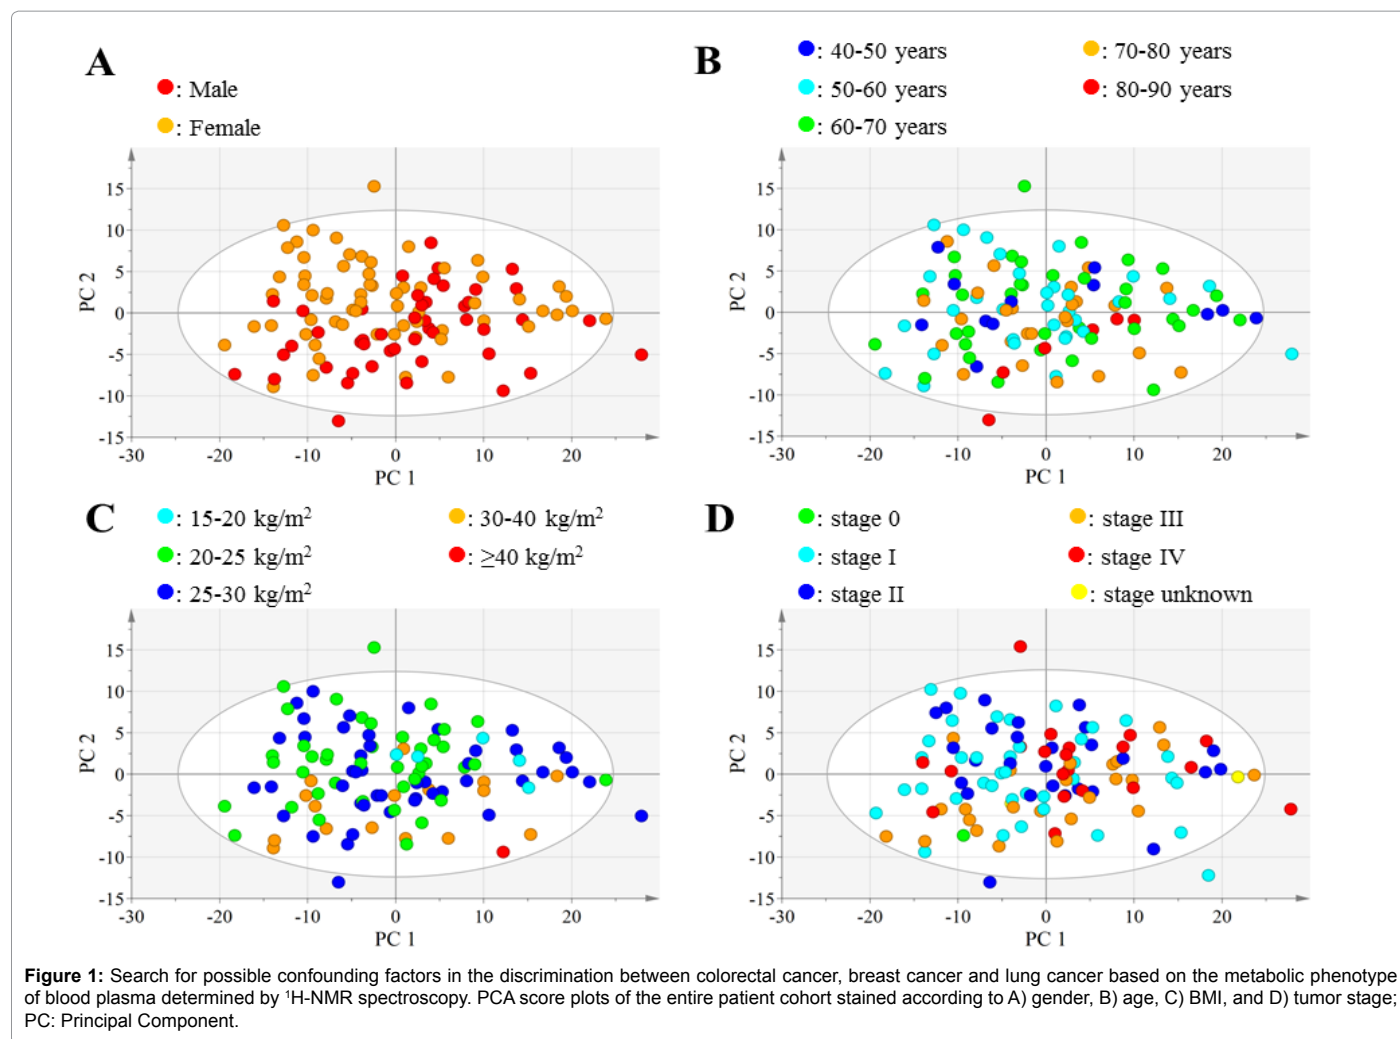 A
: Male
: Female
PC 2
15
10
5
0
-5
-10
-15
-30 -20 -10 0 10 20
PC 1
B
: 40-50 years : 70-80 years
: 50-60 years : 80-90 years
: 60-70 years
PC 2
15
10
5
0
-5
-10
-15
-30 -20 -10 0 10 20
PC 1
C
: 15-20 kg/m² : 30-40 kg/m²
: 20-25 kg/m² : ≥40 kg/m²
: 25-30 kg/m²
PC 2
15
10
5
0
-5
-10
-15
-30 -20 -10 0 10 20
PC 1
D
: stage 0 : stage III
: stage I : stage IV
: stage II : stage unknown
PC 2
15
10
5
0
-5
-10
-15
-30 -20 -10 0 10 20
PC 1
Figure 1: Search for possible confounding factors in the discrimination between colorectal cancer, breast cancer and lung cancer based on the metabolic phenotype
of blood plasma determined by ¹H-NMR spectroscopy. PCA score plots of the entire patient cohort stained according to A) gender, B) age, C) BMI, and D) tumor stage;
PC: Principal Component.